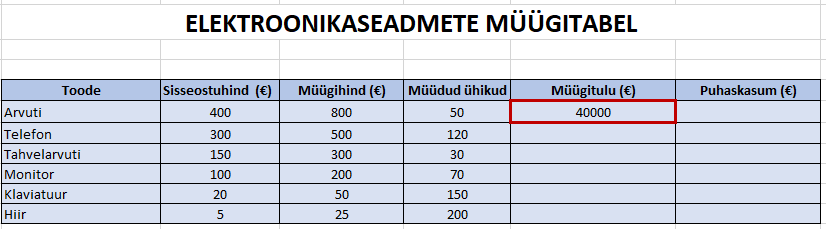 ELEKTROONIKASEADMETE MÜÜGITABEL
Toode Sisseostuhind (€) Müügihind (€) Müüdud ühikud Müügitulu (€) Puhaskasum (€)
Arvuti 400 800 50 40000
Telefon 300 500 120
Tahvelarvuti 150 300 30
Monitor 100 200 70
Klaviatuur 20 50 150
Hiir 5 25 200